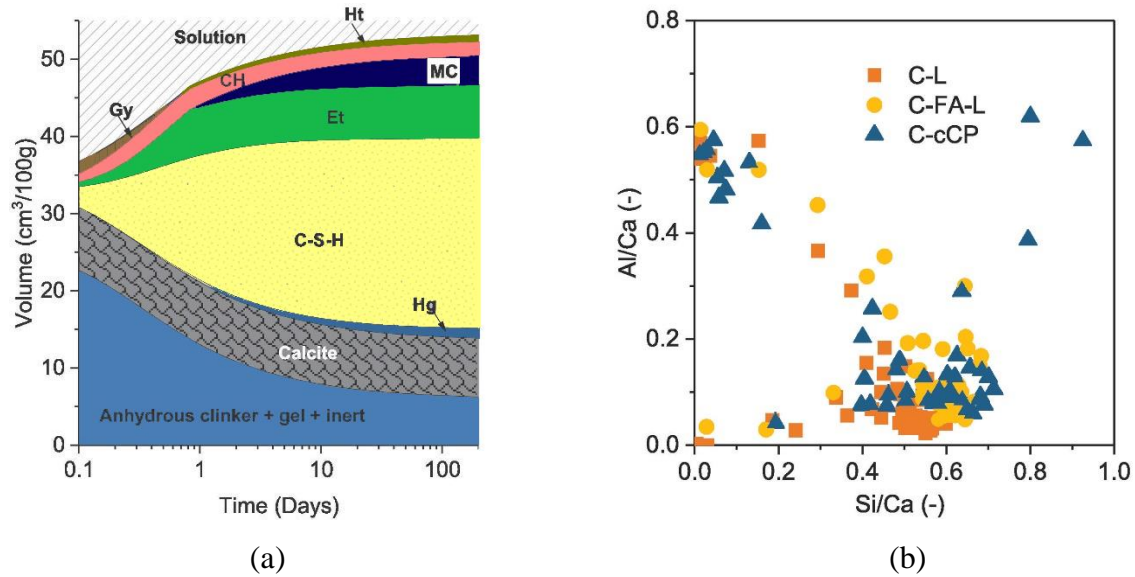 Ht
Solution
50
MC
CH
Gy
40
Et
30
C-S-H
20
Hg
Calcite
10
Anhydrous clinker + gel + inert
0
0.1
1
10
100
Volume (cm³/100g)
Time (Days)
(a)
C-L
C-FA-L
C-cCP
0.8
0.6
0.4
0.2
0.0
0.0
0.2
0.4
0.6
0.8
1.0
Al/Ca (-)
Si/Ca (-)
(b)